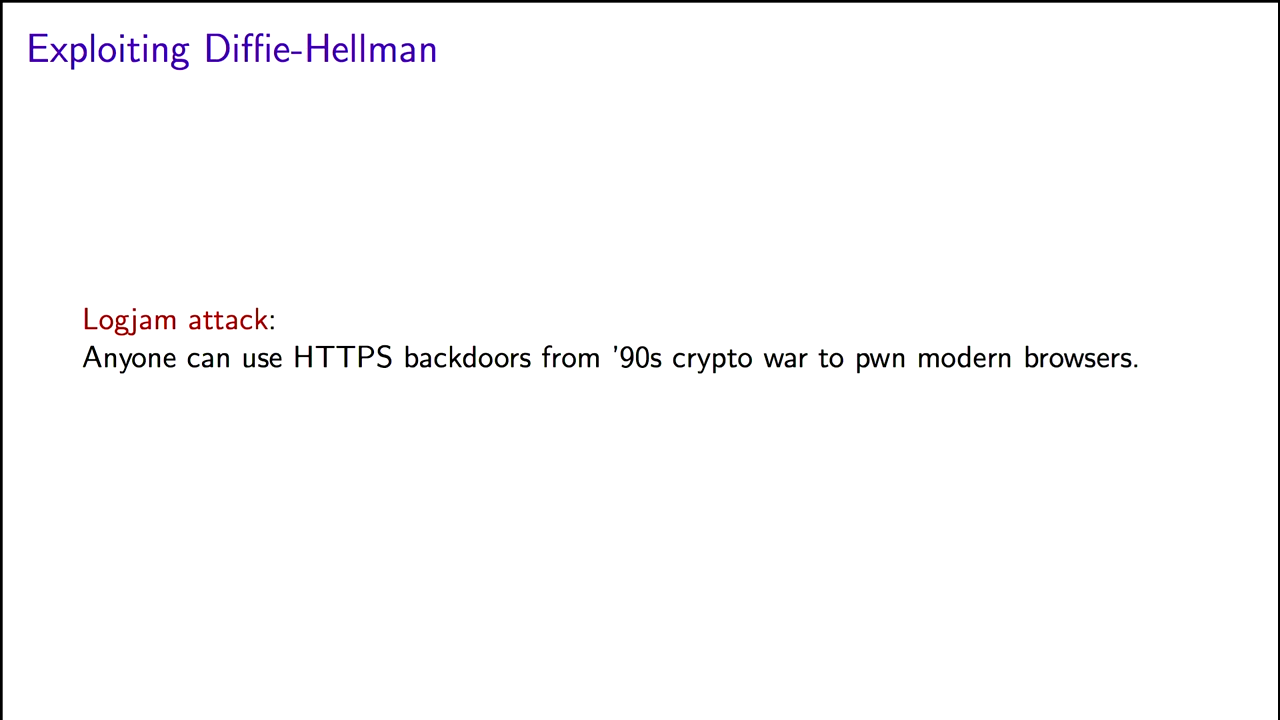 Exploiting Diffie-Hellman
Logjam attack:
Anyone can use HTTPS backdoors from '90s crypto war to pwn modern browsers.